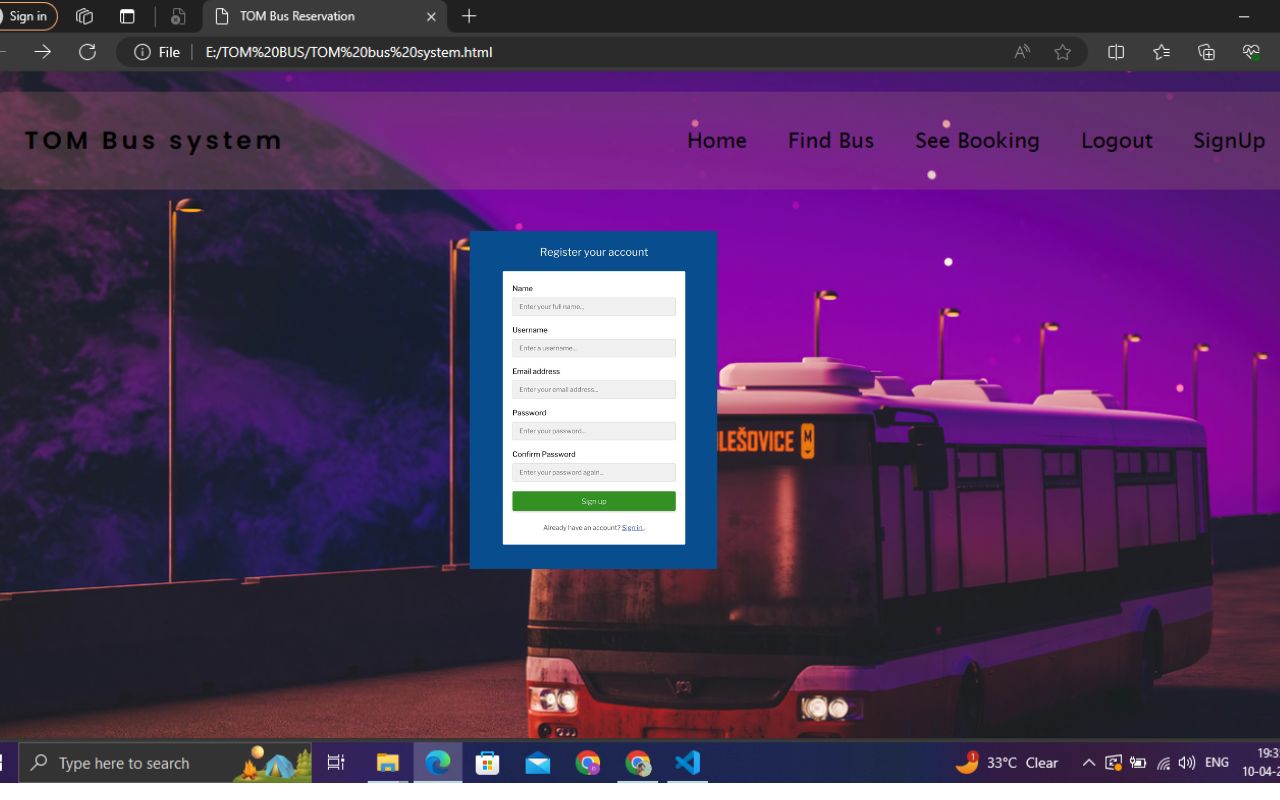 Sign in
TOM Bus Reservation
File
E:/TOM%20BUS/TOM%20bus%20system.html
TOM Bus system
Home
Find Bus
See Booking
Logout
SignUp
Register your account
Name
Enter your full name...
Username
Enter a username...
Email address
Enter your email address...
Password
Enter your password...
Confirm Password
Enter your password again...
Sign up
Already have an account? Sign in .
LEŠOVICE M
Type here to search
1
33°C Clear
ENG
19:3
10-04-2